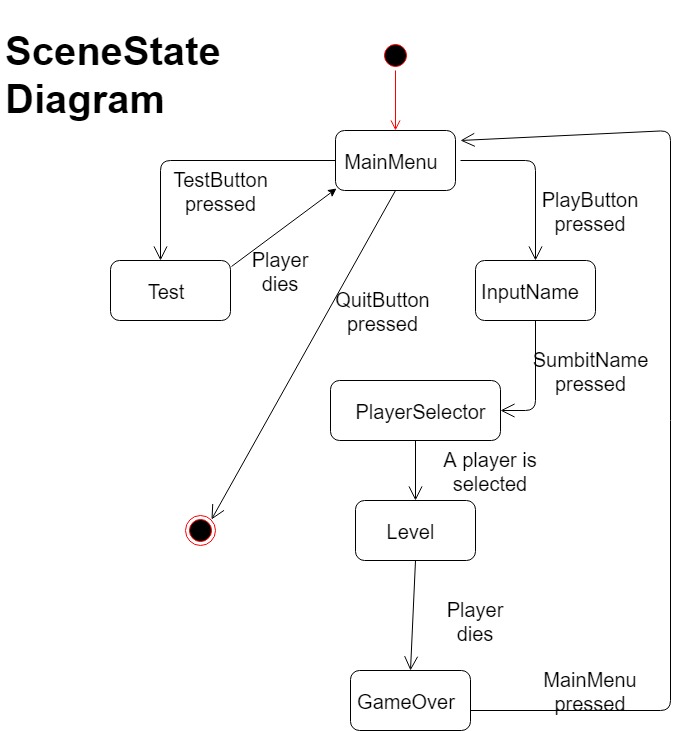 SceneState
Diagram
MainMenu
TestButton
pressed
PlayButton
pressed
Player
dies
Test
QuitButton
pressed
InputName
SumbitName
pressed
PlayerSelector
A player is
selected
Level
Player
dies
GameOver
MainMenu
pressed